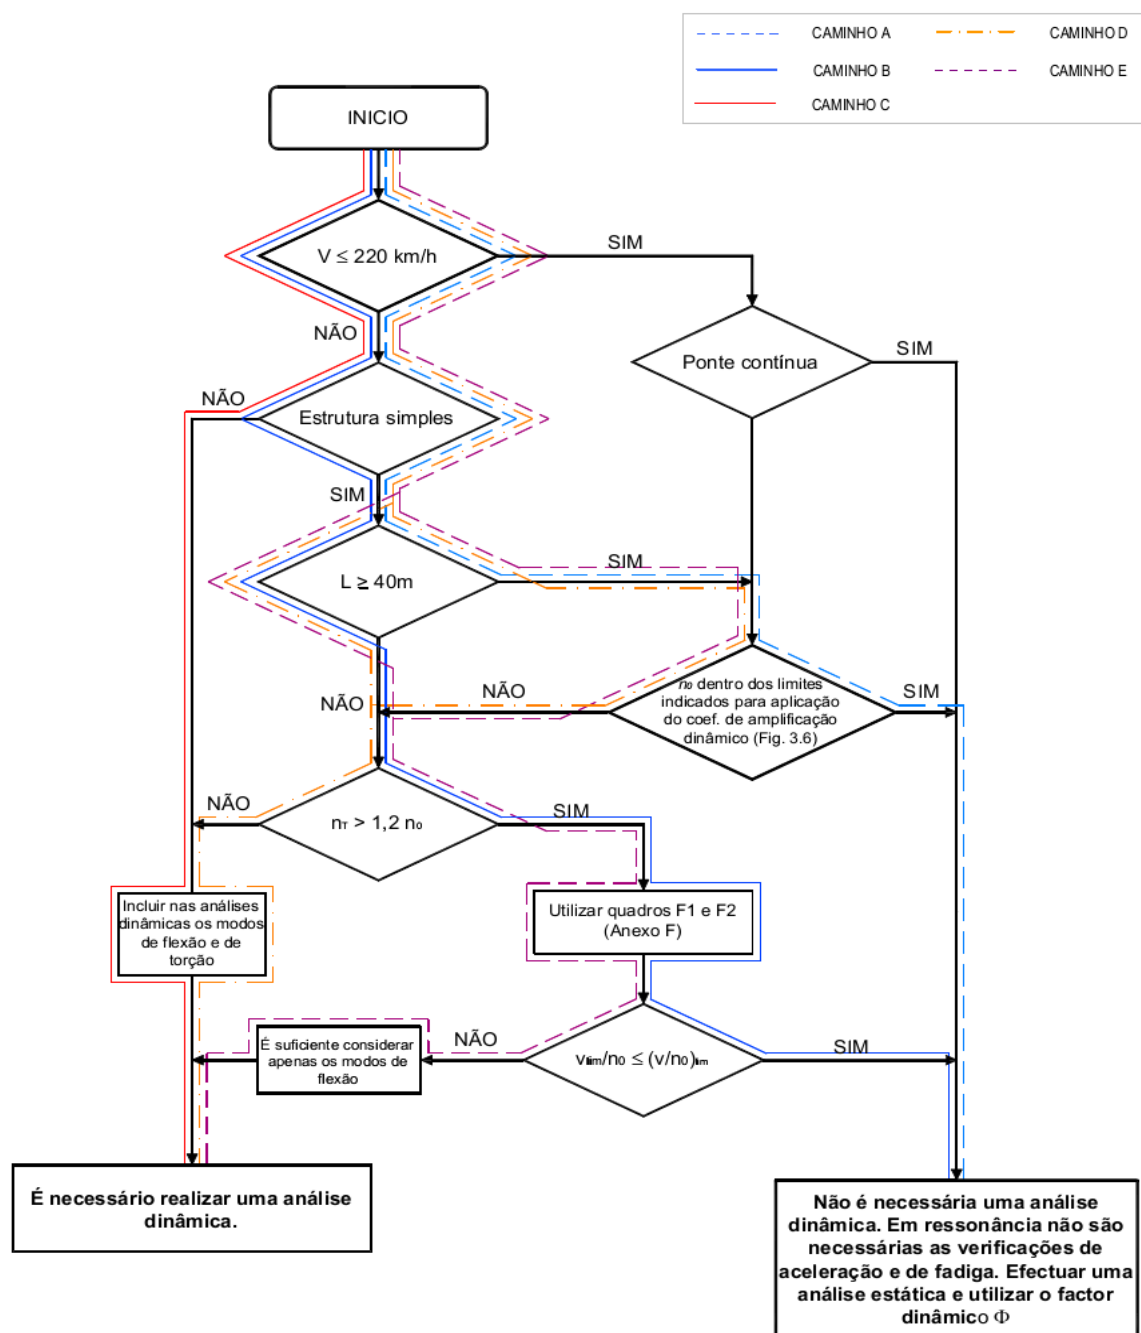 CAMINHO A
CAMINHO D
CAMINHO B
CAMINHO E
CAMINHO C
INICIO
V ≤ 220 km/h
SIM
NÃO
Ponte contínua
SIM
NÃO
Estrutura simples
SIM
L ≥ 40m
SIM
n₀ dentro dos limites
indicados para aplicação
do coef. de amplificação
dinâmico (Fig. 3.6)
NÃO
SIM
NÃO
NÃO
nT > 1,2 n₀
SIM
Incluir nas análises
dinâmicas os modos
de flexão e de
torção
Utilizar quadros F1 e F2
(Anexo F)
É suficiente considerar
apenas os modos de
flexão
NÃO
vlim/n₀ ≤ (v/n₀)lim
SIM
É necessário realizar uma análise
dinâmica.
Não é necessária uma análise
dinâmica. Em ressonância não são
necessárias as verificações de
aceleração e de fadiga. Efectuar uma
análise estática e utilizar o factor
dinâmico Φ